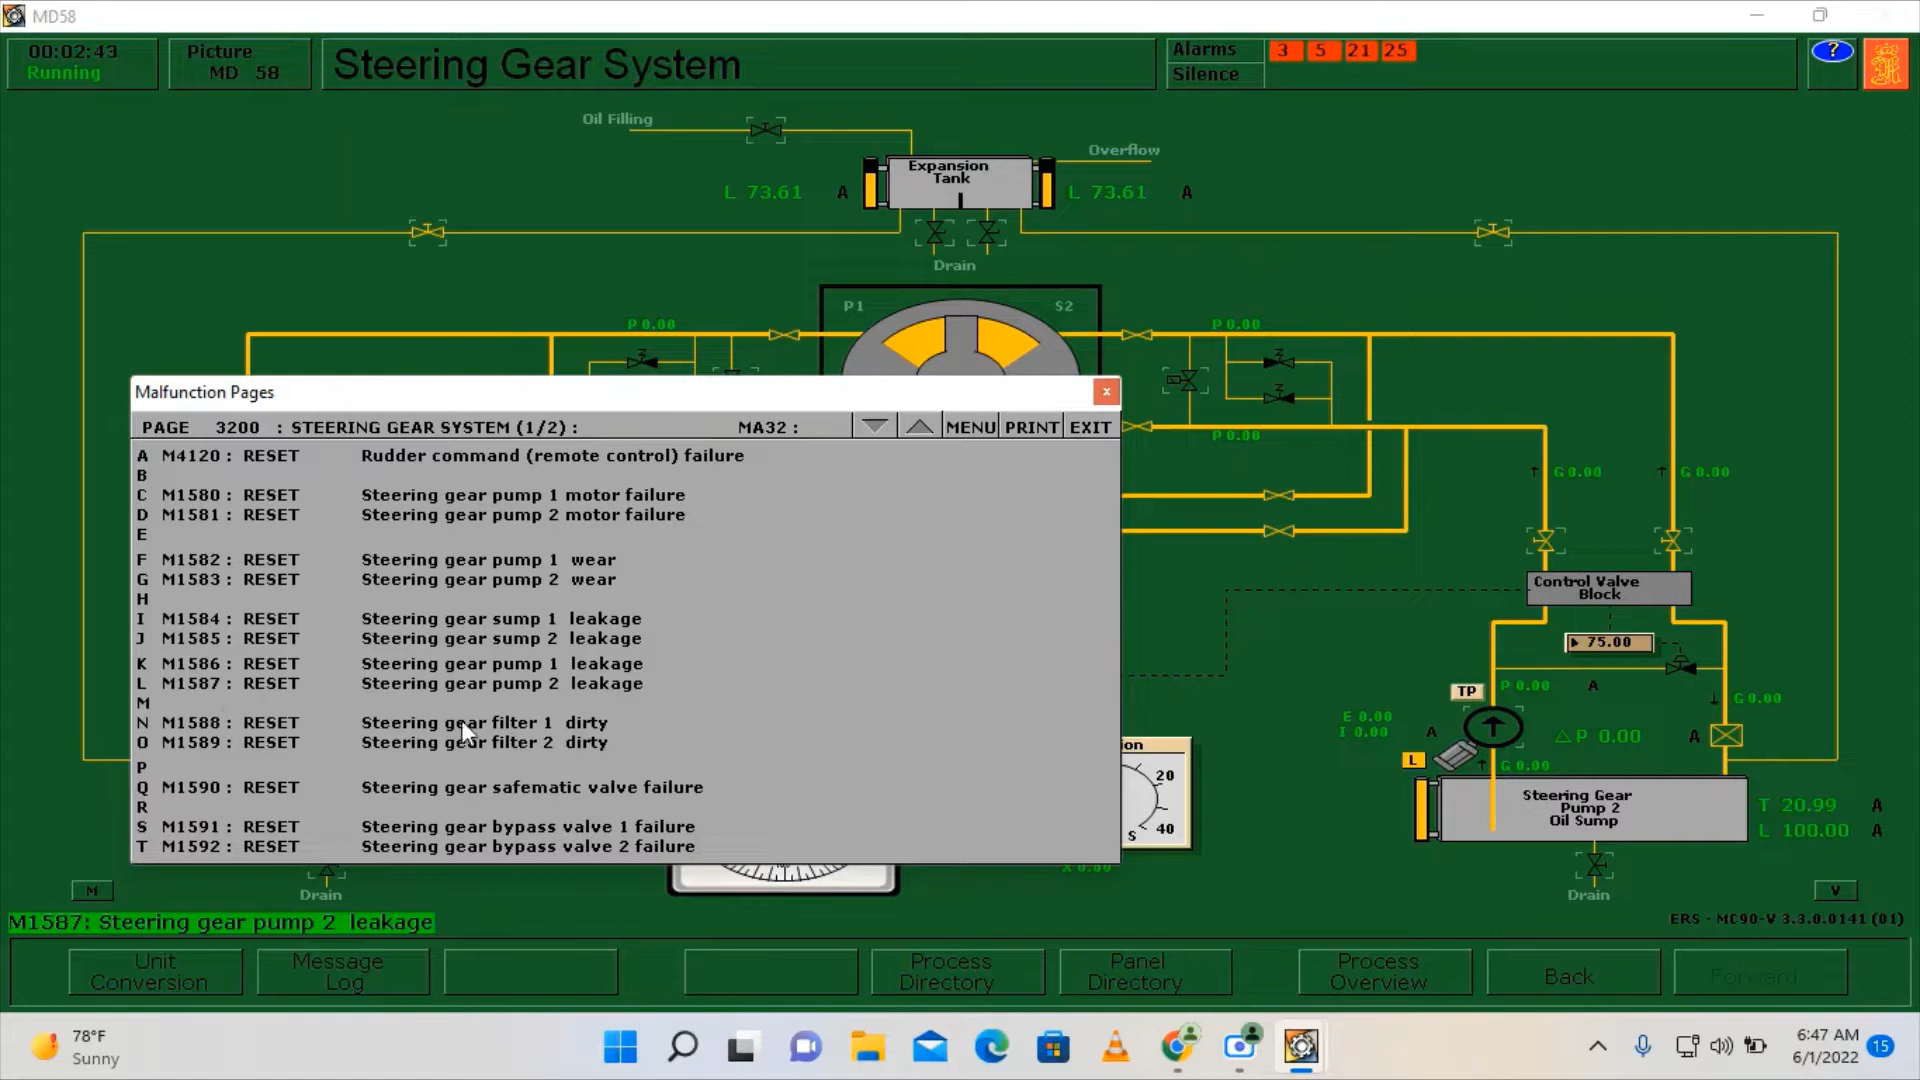 MD58
00:02:43
Running
Picture
MD 58
Steering Gear System
Alarms
Silence
3 5 21 25
?
Oil Filling
Overflow
Expansion
Tank
L 73.61 A
L 73.61 A
Drain
P1
S2
P 0.00
P 0.00
P 0.00
G 0.00
G 0.00
Malfunction Pages
x
PAGE 3200 : STEERING GEAR SYSTEM (1/2) : MA32 :
MENU PRINT EXIT
A M4120 : RESET Rudder command (remote control) failure
B
C M1580 : RESET Steering gear pump 1 motor failure
D M1581 : RESET Steering gear pump 2 motor failure
E
F M1582 : RESET Steering gear pump 1 wear
G M1583 : RESET Steering gear pump 2 wear
H
I M1584 : RESET Steering gear sump 1 leakage
J M1585 : RESET Steering gear sump 2 leakage
K M1586 : RESET Steering gear pump 1 leakage
L M1587 : RESET Steering gear pump 2 leakage
M
N M1588 : RESET Steering gear filter 1 dirty
O M1589 : RESET Steering gear filter 2 dirty
P
Q M1590 : RESET Steering gear safematic valve failure
R
S M1591 : RESET Steering gear bypass valve 1 failure
T M1592 : RESET Steering gear bypass valve 2 failure
Control Valve
Block
75.00
TP
P 0.00
A
G 0.00
E 0.00
I 0.00
A
△P 0.00
A
L
G 0.00
ion
20
40
S
Steering Gear
Pump 2
Oil Sump
T 20.99 A
L 100.00 A
X 0.00
M
Drain
Drain
V
M1587: Steering gear pump 2 leakage
ERS - MC90-V 3.3.0.0141 (01)
Unit
Conversion
Message
Log
Process
Directory
Panel
Directory
Process
Overview
Back
Forward
78°F
Sunny
6:47 AM
6/1/2022
15